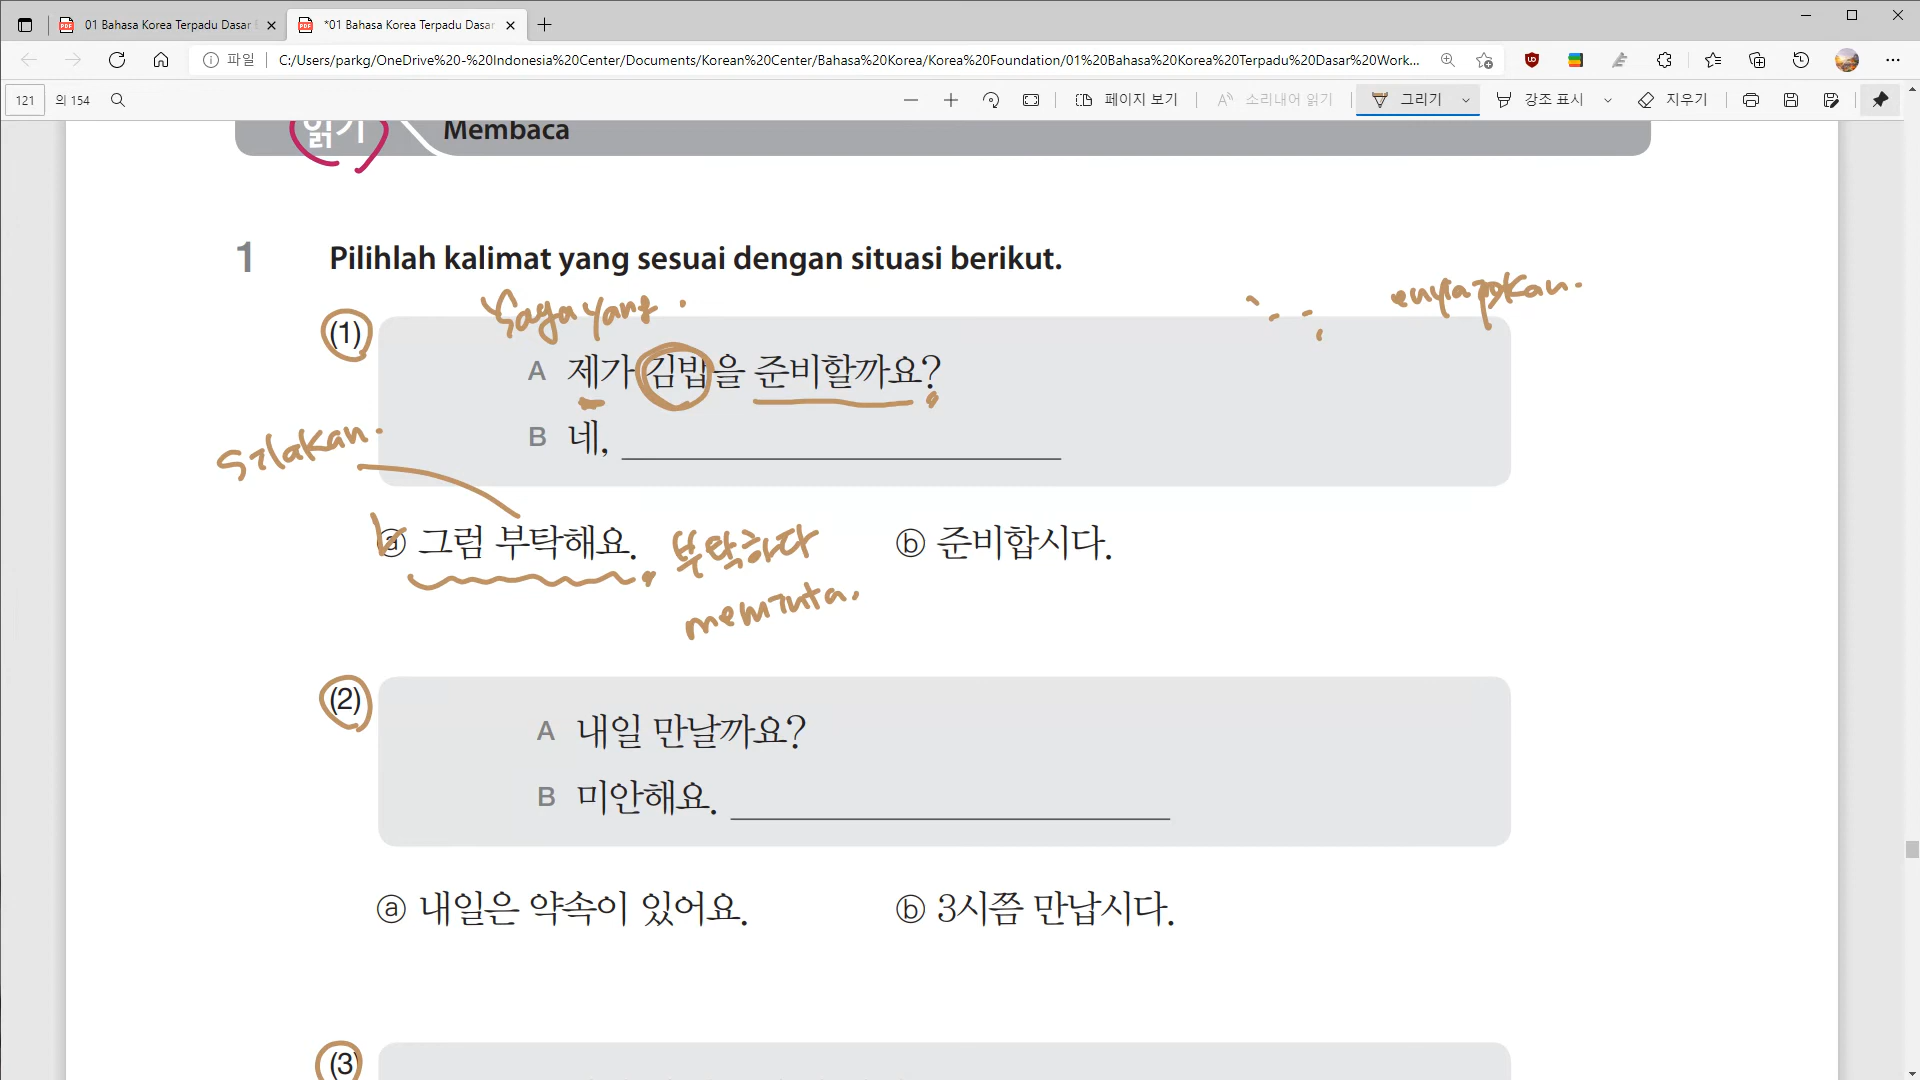 01 Bahasa Korea Terpadu Dasar
*01 Bahasa Korea Terpadu Dasar
파일
C:/Users/parkg/OneDrive%20-%20Indonesia%20Center/Documents/Korean%20Center/Bahasa%20Korea/Korea%20Foundation/01%20Bahasa%20Korea%20Terpadu%20Dasar%20Work...
121 의 154
페이지 보기
소리내어 읽기
그리기
강조 표시
지우기
읽기 Membaca
1 Pilihlah kalimat yang sesuai dengan situasi berikut.
Saya yang
enyiapkan.
(1)
A 제가 김밥을 준비할까요?
B 네,
silakan.
ⓐ 그럼 부탁해요. 부탁하다
ⓑ 준비합시다.
meminta.
(2)
A 내일 만날까요?
B 미안해요.
ⓐ 내일은 약속이 있어요.
ⓑ 3시쯤 만납시다.
(3)